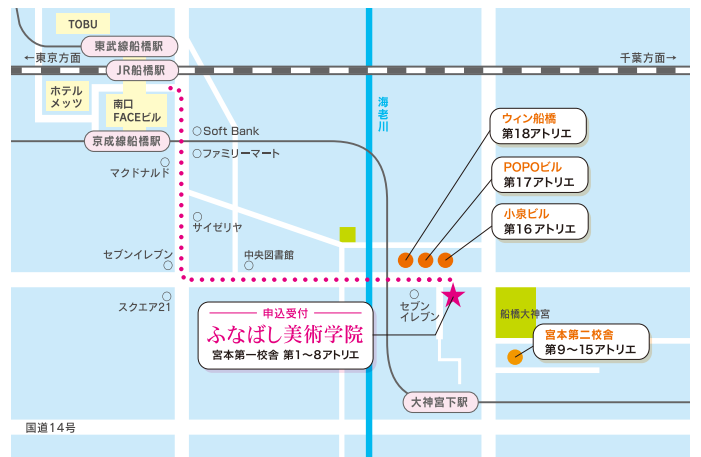 TOBU
東武線船橋駅
←東京方面
千葉方面→
JR船橋駅
ホテル
メッツ
南口
FACEビル
海老川
京成線船橋駅
Soft Bank
ファミリーマート
マクドナルド
ウィン船橋
第18アトリエ
POPOビル
第17アトリエ
小泉ビル
第16アトリエ
サイゼリヤ
セブンイレブン
中央図書館
スクエア21
申込受付
ふなばし美術学院
宮本第一校舎 第1〜8アトリエ
セブン
イレブン
船橋大神宮
宮本第二校舎
第9〜15アトリエ
大神宮下駅
国道14号